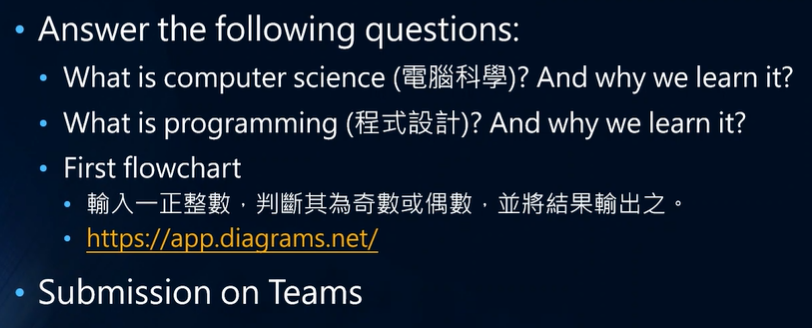 • Answer the following questions:
• What is computer science (電腦科學)? And why we learn it?
• What is programming (程式設計)? And why we learn it?
• First flowchart
• 輸入一正整數，判斷其為奇數或偶數，並將結果輸出之。
• https://app.diagrams.net/
• Submission on Teams